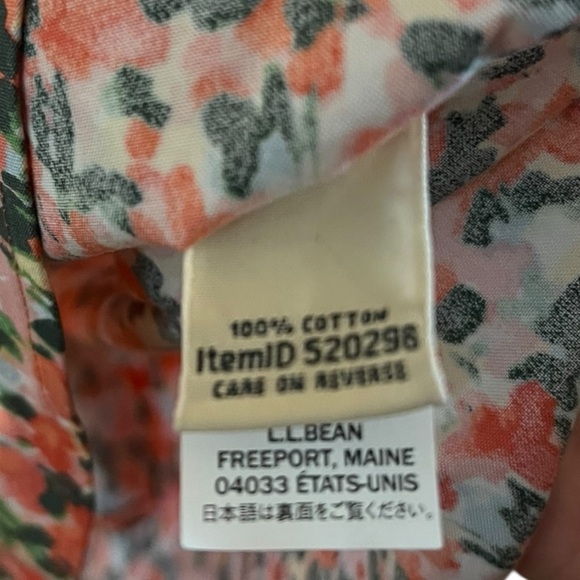 100% COTTON
ItemID 520298
CARE ON REVERSE
L.L.BEAN
FREEPORT, MAINE
04033 ÉTATS-UNIS
日本語は裏面をご覧ください。